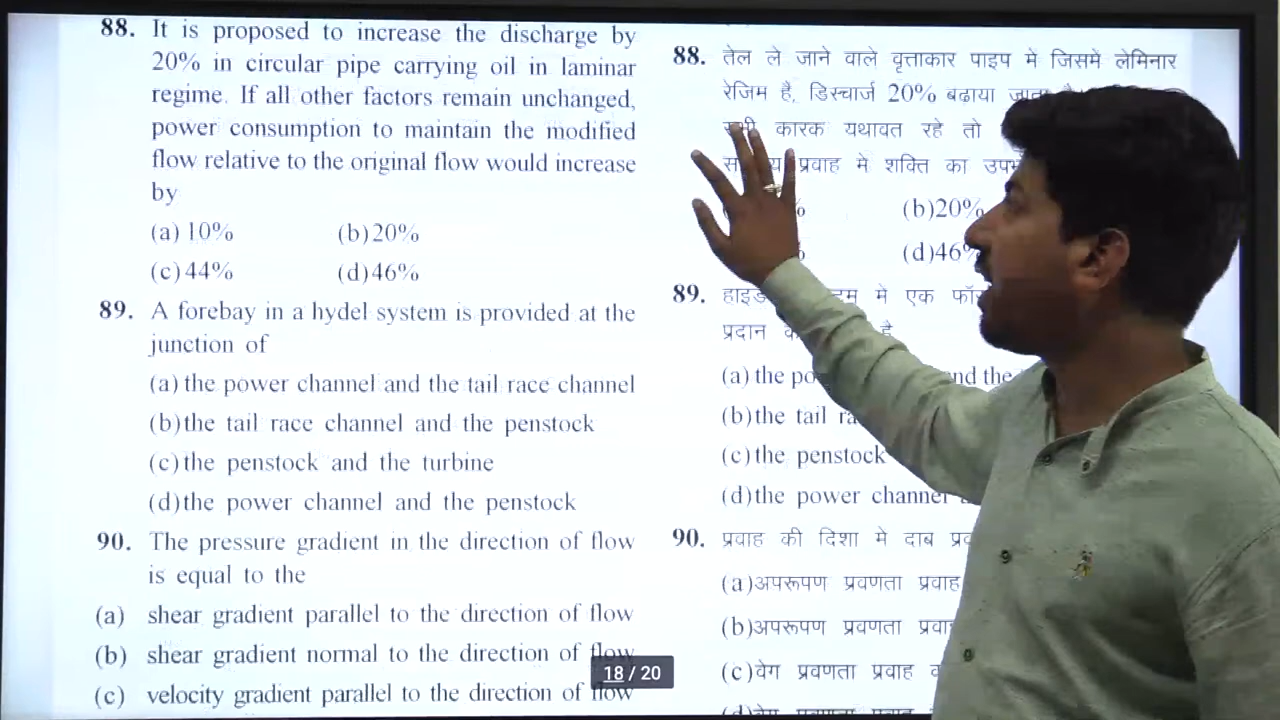 88. It is proposed to increase the discharge by
20% in circular pipe carrying oil in laminar
regime. If all other factors remain unchanged,
power consumption to maintain the modified
flow relative to the original flow would increase
by
(a) 10% (b) 20%
(c) 44% (d) 46%
89. A forebay in a hydel system is provided at the
junction of
(a) the power channel and the tail race channel
(b) the tail race channel and the penstock
(c) the penstock and the turbine
(d) the power channel and the penstock
90. The pressure gradient in the direction of flow
is equal to the
(a) shear gradient parallel to the direction of flow
(b) shear gradient normal to the direction of flow
(c) velocity gradient parallel to the direction of flow
88. तेल ले जाने वाले वृत्ताकार पाइप मे जिसमे लेमिनार
रेजिम हैं, डिस्चार्ज 20% बढाया जाता
कारक यथावत रहे तो
प्रवाह मे शक्ति का
(b) 20%
(d) 46%
89.
मे एक
प्रदान है
(a) the
(b) the tail
(c) the penstock
(d) the power channel
90. प्रवाह की दिशा मे दाब
(a) अपरूपण प्रवणता प्रवाह
(b) अपरूपण प्रवणता
(c) वेग प्रवणता प्रवाह
18 / 20